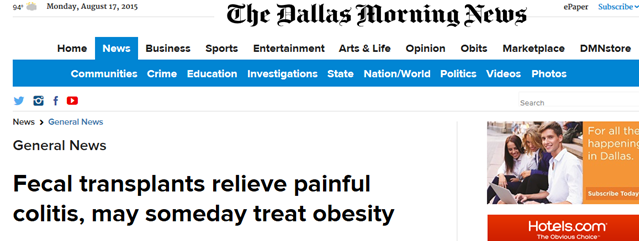 94° Monday, August 17, 2015
The Dallas Morning News
ePaper Subscribe
Home News Business Sports Entertainment Arts & Life Opinion Obits Marketplace DMNstore
Communities Crime Education Investigations State Nation/World Politics Videos Photos
Search
News > General News
General News
Fecal transplants relieve painful
colitis, may someday treat obesity
For all the
happening
in Dallas.
Subscribe Today
Hotels.com™
The Obvious Choice™